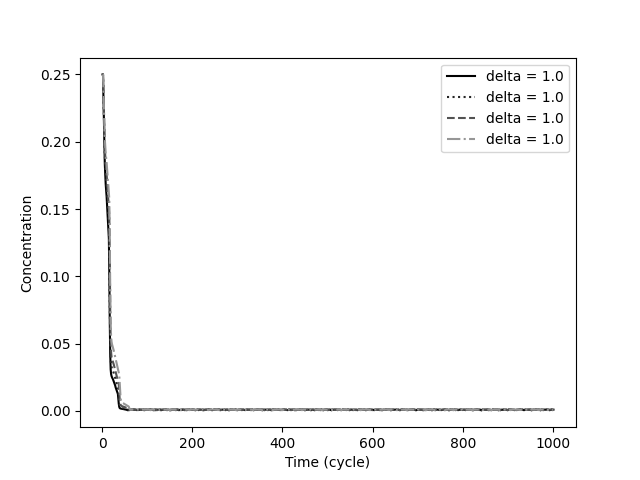 0.25
0.20
0.15
0.10
0.05
0.00
Concentration
0
200
400
600
800
1000
Time (cycle)
delta = 1.0
delta = 1.0
delta = 1.0
delta = 1.0